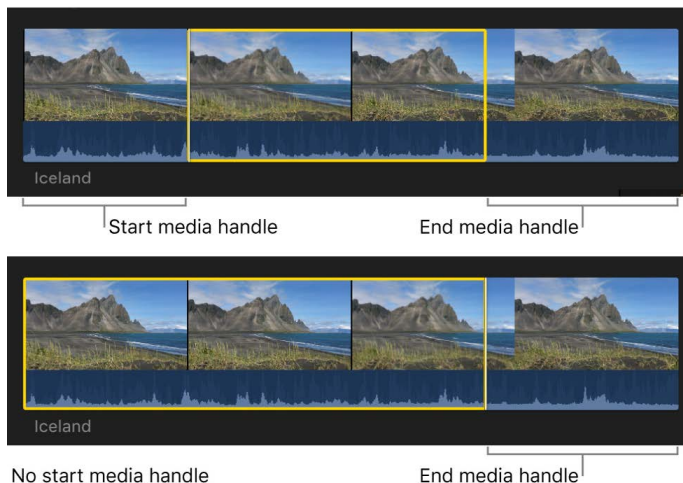 Iceland
Start media handle
End media handle
Iceland
No start media handle
End media handle